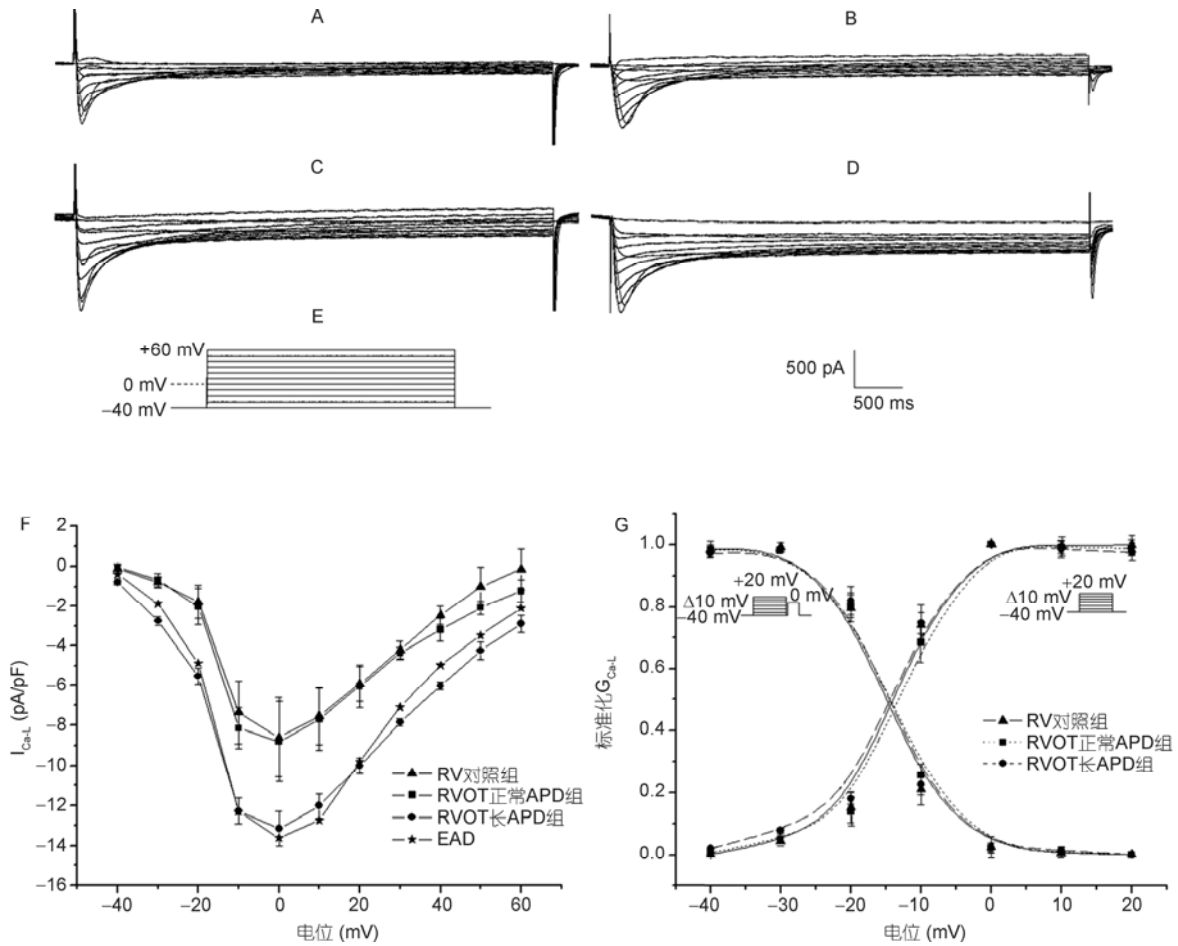 A
B
C
D
E
+60 mV
0 mV
−40 mV
500 pA
500 ms
F
2
0
−2
−4
−6
−8
−10
−12
−14
−16
I_Ca-L (pA/pF)
−40
−20
0
20
40
60
电位 (mV)
RV对照组
RVOT正常APD组
RVOT长APD组
EAD
G
1.0
0.8
0.6
0.4
0.2
0.0
标准化G_Ca-L
+20 mV
0 mV
Δ10 mV
−40 mV
+20 mV
Δ10 mV
−40 mV
RV对照组
RVOT正常APD组
RVOT长APD组
−40
−30
−20
−10
0
10
20
电位 (mV)